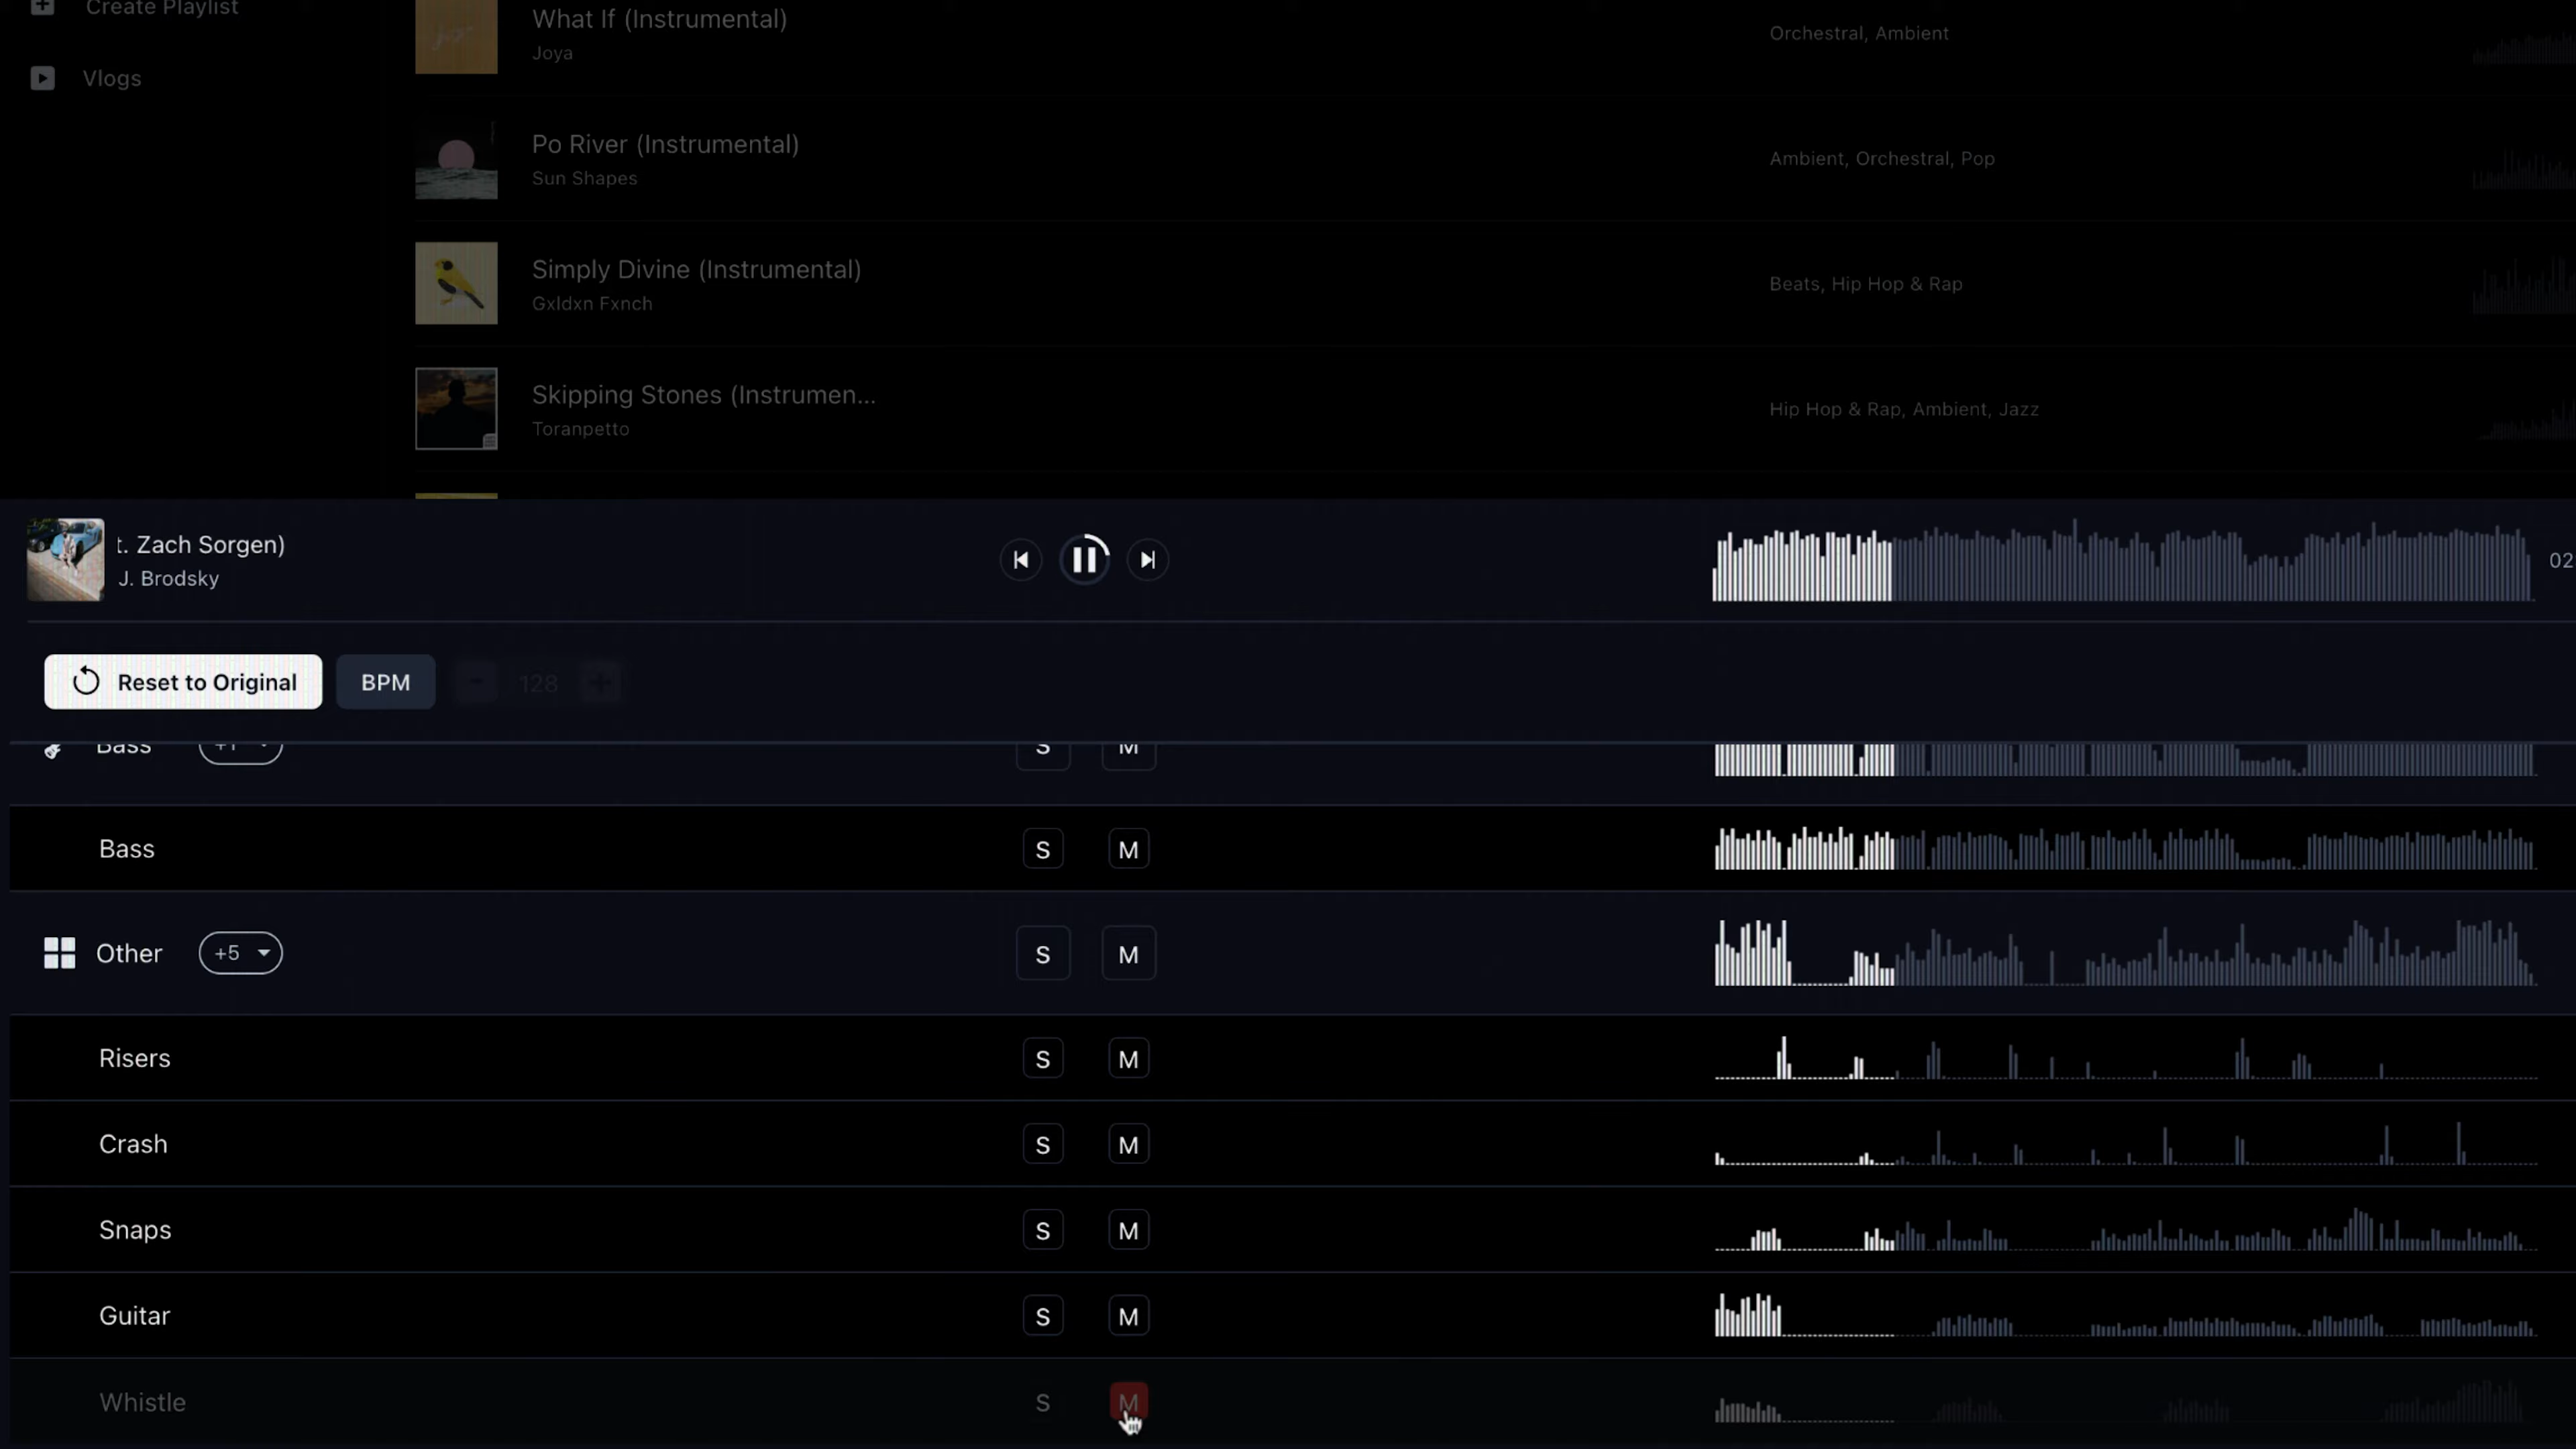 Create Playlist
What If (Instrumental)
Joya
Orchestral, Ambient
Vlogs
Po River (Instrumental)
Sun Shapes
Ambient, Orchestral, Pop
Simply Divine (Instrumental)
Gxldxn Fxnch
Beats, Hip Hop & Rap
Skipping Stones (Instrumen...
Toranpetto
Hip Hop & Rap, Ambient, Jazz
t. Zach Sorgen)
J. Brodsky
02
Reset to Original
BPM
- 128 +
Bass +1 S M
Bass S M
Other +5 S M
Risers S M
Crash S M
Snaps S M
Guitar S M
Whistle S M